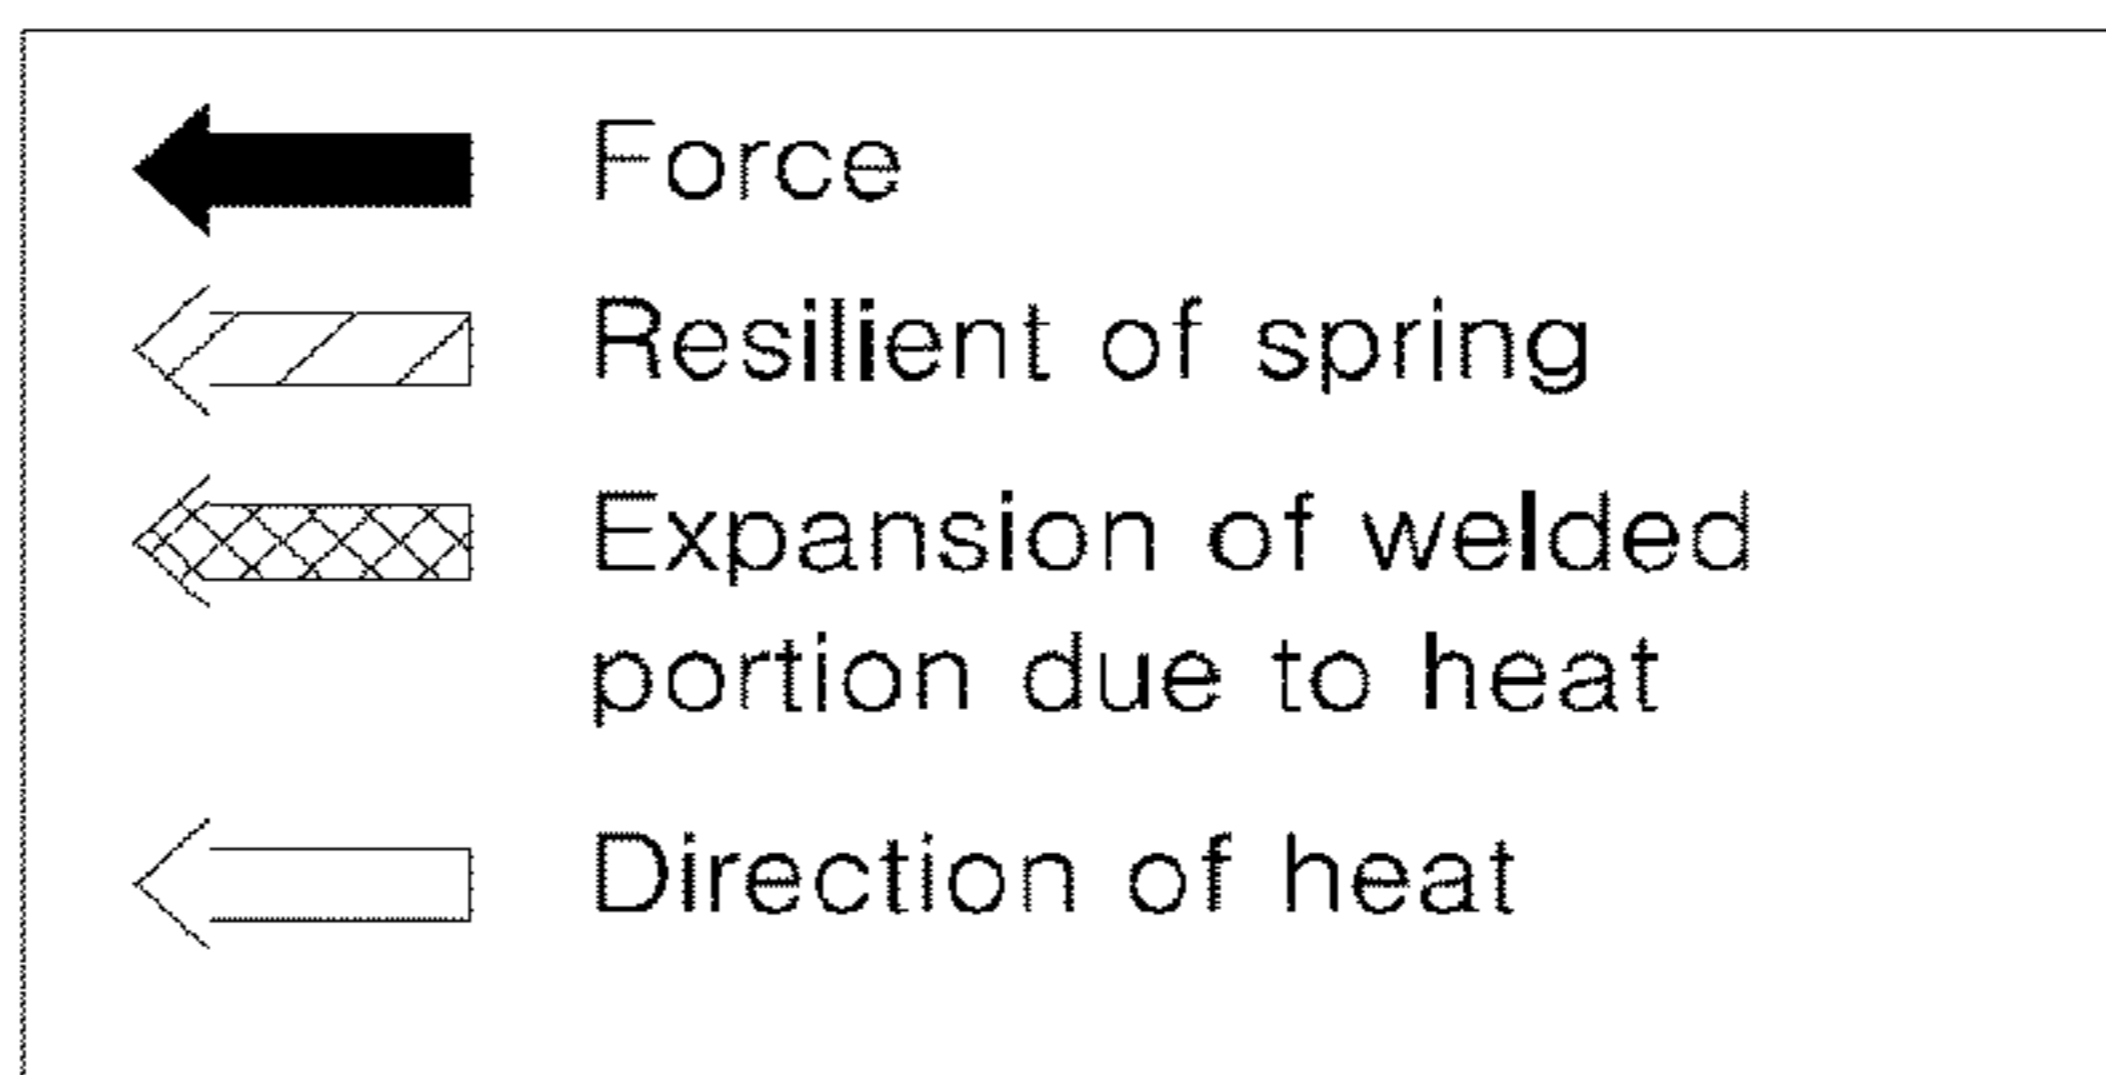 Force
Resilient of spring
Expansion of welded
portion due to heat
Direction of heat